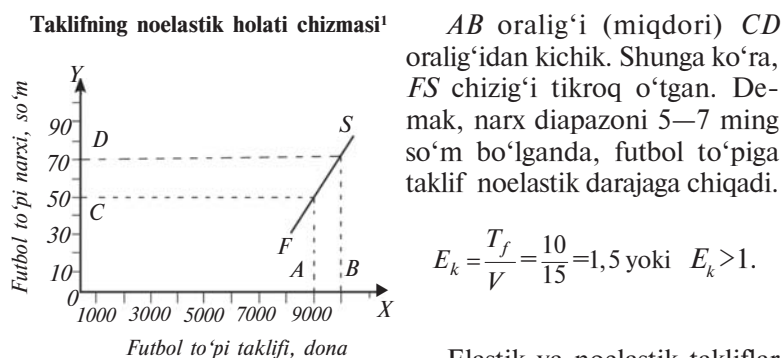 Taklifning noelastik holati chizmasi¹
Y
Futbol to‘pi narxi, so‘m
90
70
50
30
10
0
D
C
S
F
A
B
X
1000 3000 5000 7000 9000
Futbol to‘pi taklifi, dona
AB oralig‘i (miqdori) CD
oralig‘idan kichik. Shunga ko‘ra,
FS chizig‘i tikroq o‘tgan. De-
mak, narx diapazoni 5—7 ming
so‘m bo‘lganda, futbol to‘piga
taklif noelastik darajaga chiqadi.
E_k = T_f/V = 10/15 = 1,5 yoki E_k > 1.
Elastik va noelastik takliflar